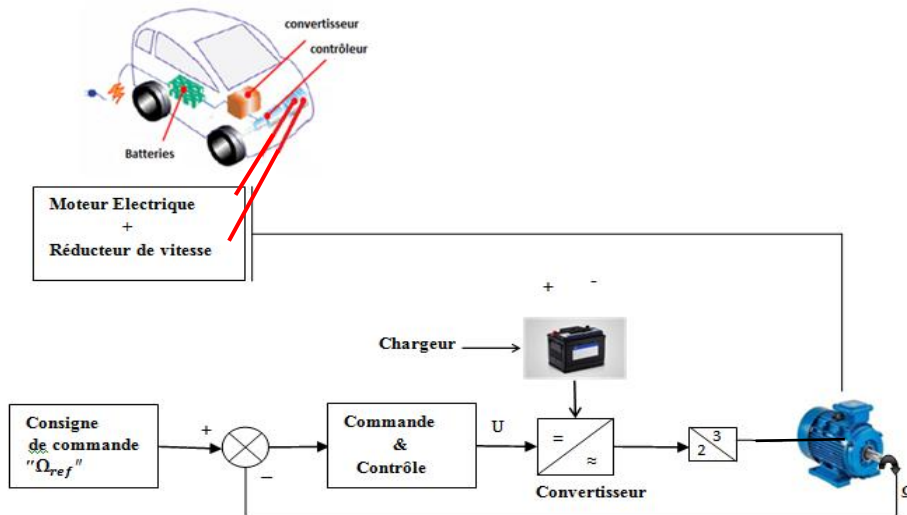 convertisseur
contrôleur
Batteries
Moteur Electrique
+
Réducteur de vitesse
+ -
Chargeur
Consigne
de commande
"Ωref"
+
−
Commande
&
Contrôle
U
=
≈
Convertisseur
3
2
Ω